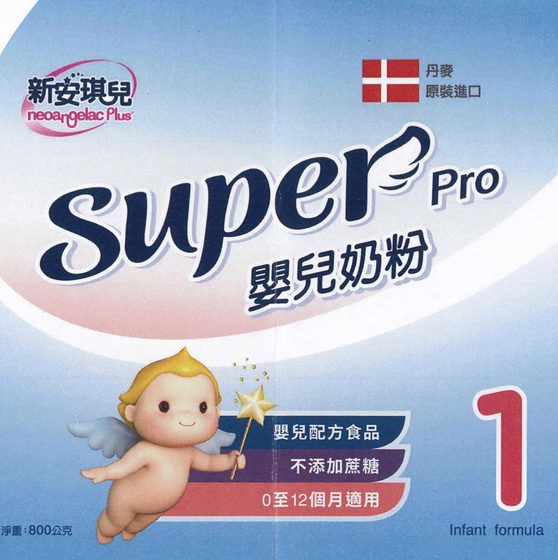 新安琪兒
neoangelac Plus
丹麥
原裝進口
Super Pro
嬰兒奶粉
嬰兒配方食品
不添加蔗糖
0至12個月適用
1
淨重：800公克
Infant formula